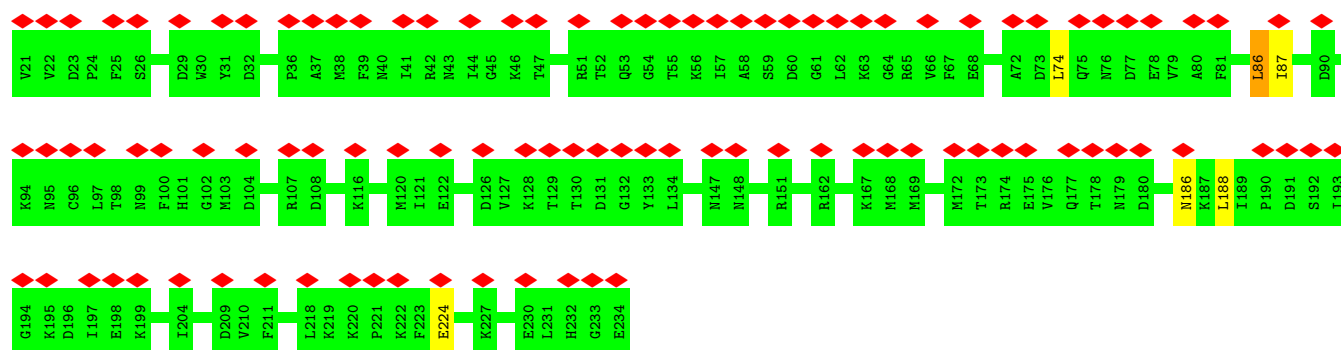 V21 V22 D23 P24 F25 S26 D29 W30 Y31 D32 P36 A37 M38 F39 N40 I41 R42 N43 I44 G45 K46 T47 R51 T52 Q53 G54 T55 K56 I57 A58 S59 D60 G61 L62 K63 G64 R65 V66 F67 E68 A72 D73 L74 Q75 N76 D77 E78 V79 A80 F81 L86 I87 D90
K94 N95 C96 L97 T98 N99 F100 H101 G102 M103 D104 R107 D108 K116 M120 I121 E122 D126 V127 K128 T129 T130 D131 G132 Y133 L134 N147 N148 R151 R162 K167 M168 M169 M172 T173 R174 E175 V176 Q177 T178 N179 D180 N186 K187 L188 I189 P190 D191 S192 I193
G194 K195 D196 I197 E198 K199 I204 D209 V210 F211 L218 K219 K220 P221 K222 F223 E224 K227 E230 L231 H232 G233 E234